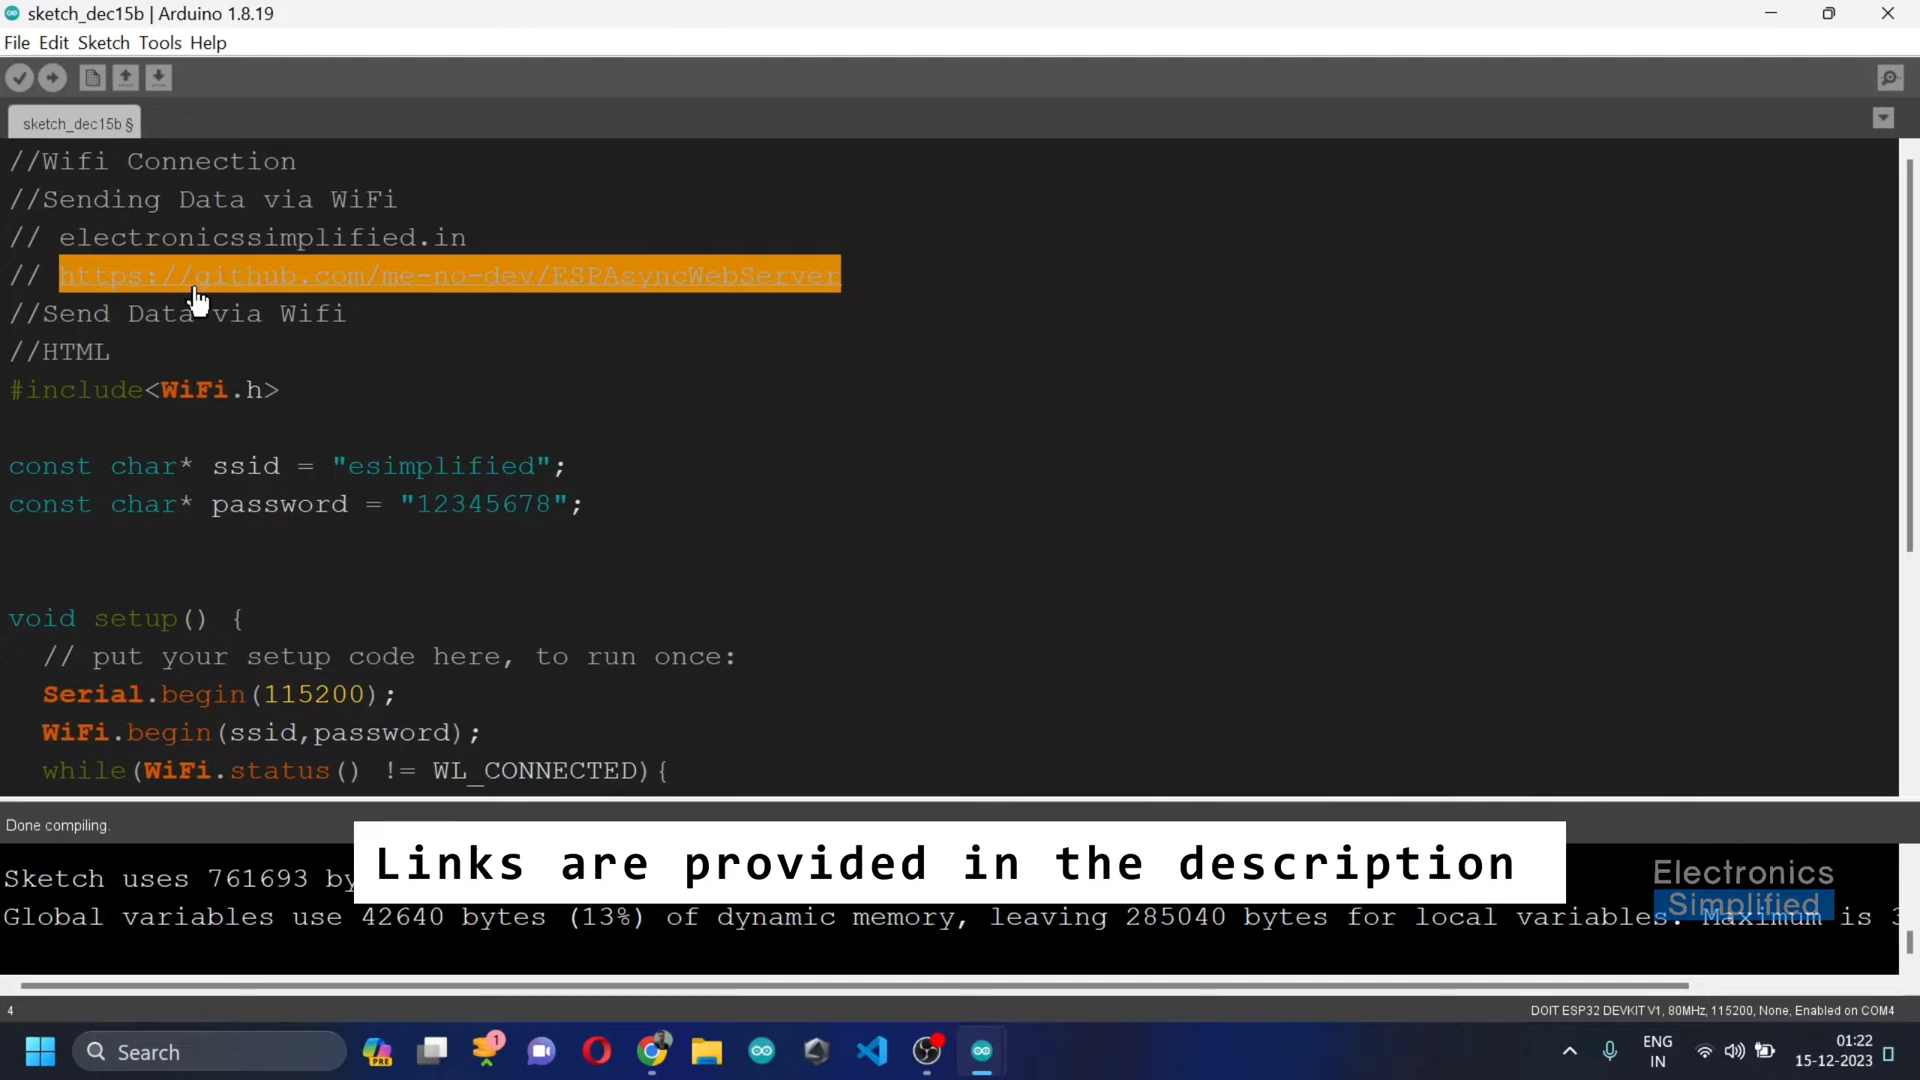 sketch_dec15b | Arduino 1.8.19
File Edit Sketch Tools Help
sketch_dec15b §
//Wifi Connection
//Sending Data via WiFi
// electronicssimplified.in
// https://github.com/me-no-dev/ESPAsyncWebServer
//Send Data via Wifi
//HTML
#include<WiFi.h>
const char* ssid = "esimplified";
const char* password = "12345678";
void setup() {
// put your setup code here, to run once:
Serial.begin(115200);
WiFi.begin(ssid,password);
while(WiFi.status() != WL_CONNECTED){
Done compiling.
Links are provided in the description
Sketch uses 761693 by
Electronics
Simplified
Global variables use 42640 bytes (13%) of dynamic memory, leaving 285040 bytes for local variables. Maximum is 3
4
DOIT ESP32 DEVKIT V1, 80MHz, 115200, None, Enabled on COM4
Search
PRE
1
ENG
IN
01:22
15-12-2023